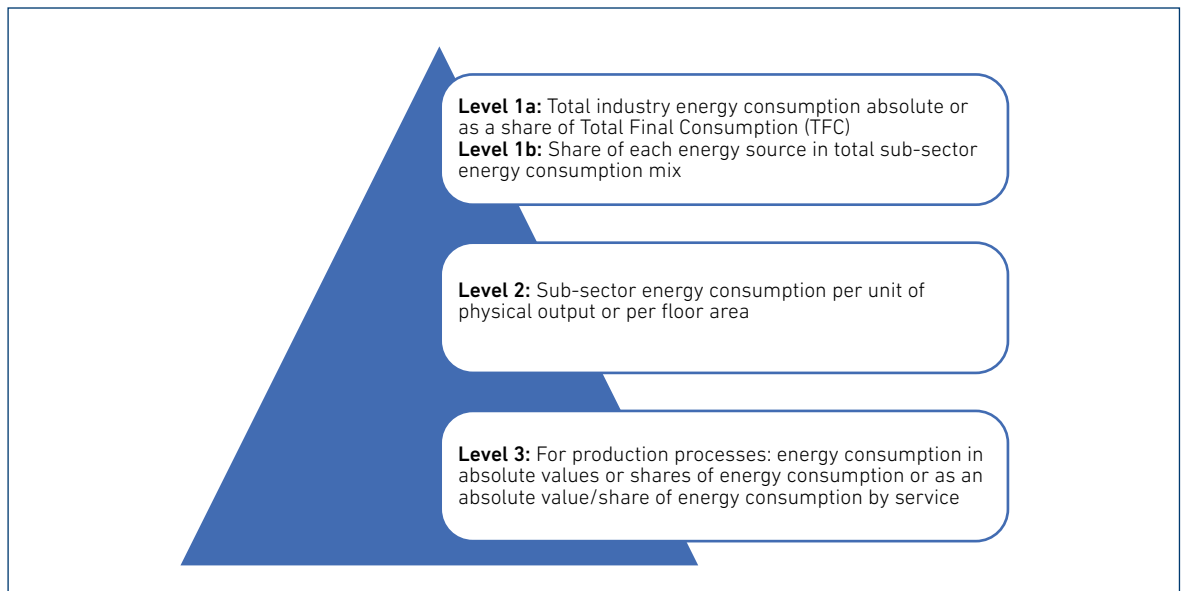 Level 1a: Total industry energy consumption absolute or
as a share of Total Final Consumption (TFC)
Level 1b: Share of each energy source in total sub-sector
energy consumption mix
Level 2: Sub-sector energy consumption per unit of
physical output or per floor area
Level 3: For production processes: energy consumption in
absolute values or shares of energy consumption or as an
absolute value/share of energy consumption by service